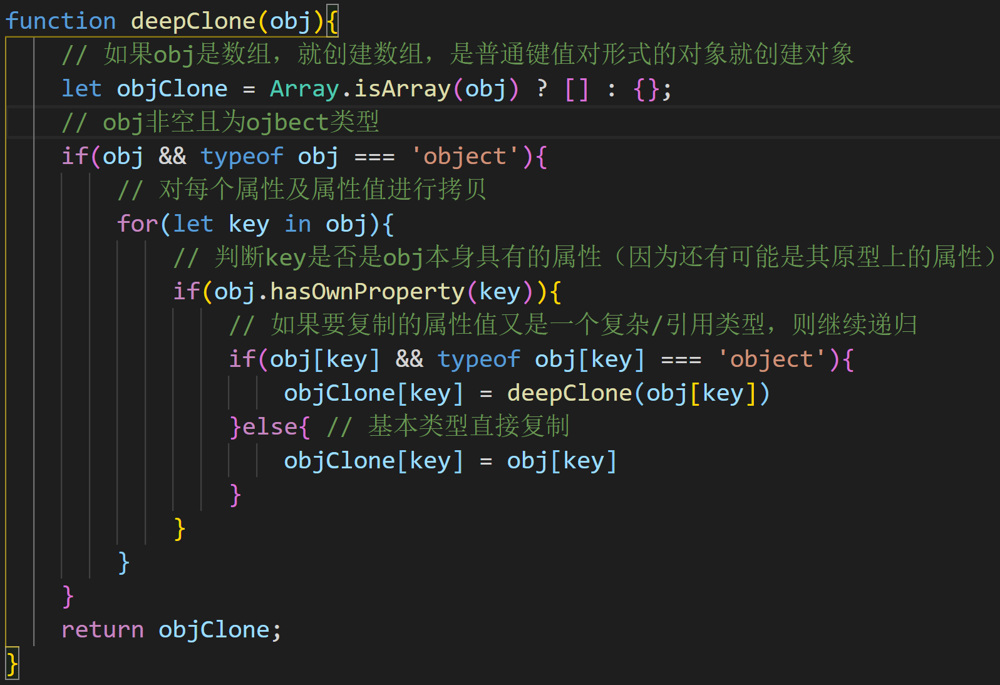 function deepClone(obj){
    // 如果obj是数组，就创建数组，是普通键值对形式的对象就创建对象
    let objClone = Array.isArray(obj) ? [] : {};
    // obj非空且为ojbect类型
    if(obj && typeof obj === 'object'){
        // 对每个属性及属性值进行拷贝
        for(let key in obj){
            // 判断key是否是obj本身具有的属性（因为还有可能是其原型上的属性）
            if(obj.hasOwnProperty(key)){
                // 如果要复制的属性值又是一个复杂/引用类型，则继续递归
                if(obj[key] && typeof obj[key] === 'object'){
                    objClone[key] = deepClone(obj[key])
                }else{ // 基本类型直接复制
                    objClone[key] = obj[key]
                }
            }
        }
    }
    return objClone;
}